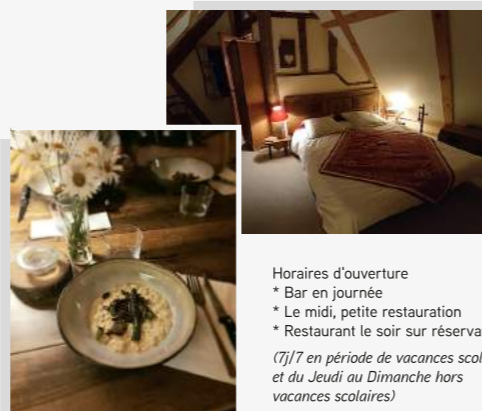 Horaires d'ouverture
* Bar en journée
* Le midi, petite restauration
* Restaurant le soir sur
(7j/7 en période de vacances
et du Jeudi au Dimanche hors
vacances scolaires)